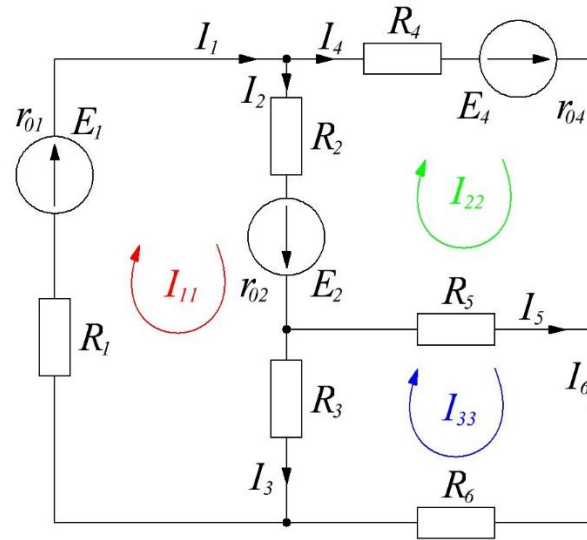 I₁
I₄
R₄
I₂
r₀₁
E₁
R₂
E₄
r₀₄
I₂₂
I₁₁
r₀₂
E₂
R₅
I₅
R₁
R₃
I₃₃
I₆
I₃
R₆